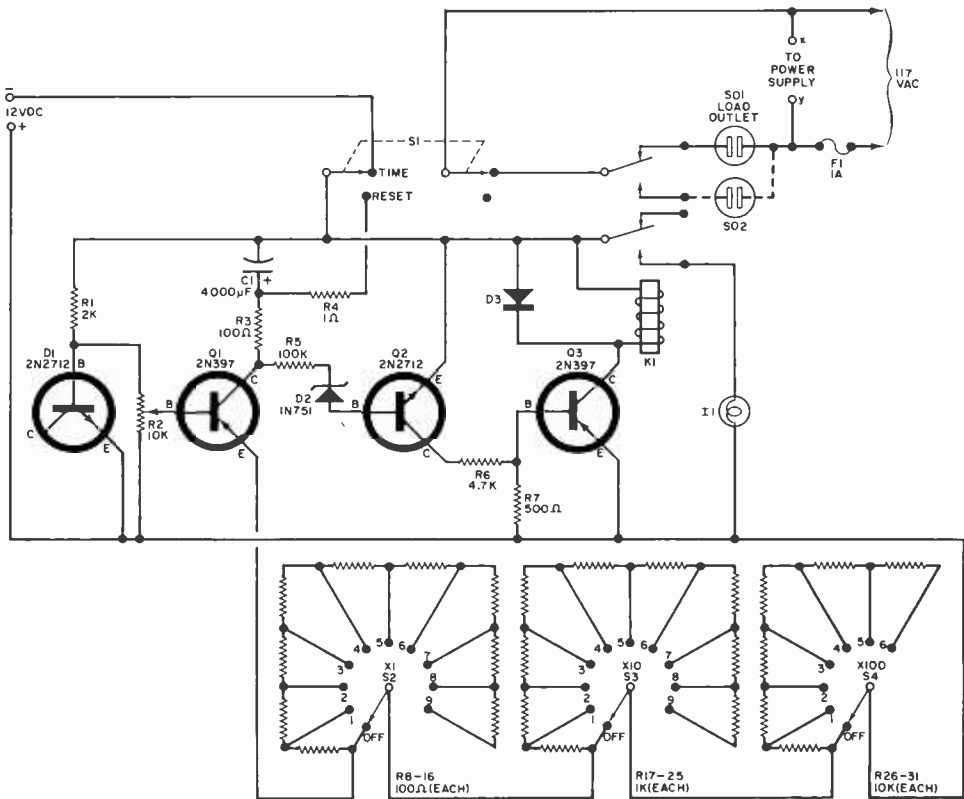 x
TO
POWER
SUPPLY
y
117
VAC
–
12VDC
+
S1
TIME
RESET
SO1
LOAD
OUTLET
F1
1A
SO2
C1
+
4000µF
R4
1Ω
R1
2K
R3
100Ω
R5
100K
D3
K1
D1
2N2712
B
C
E
R2
10K
Q1
2N397
B
C
E
D2
1N751
Q2
2N2712
B
E
C
Q3
2N397
B
C
E
I1
R6
4.7K
R7
500Ω
4
5
6
3
7
X1
S2
2
8
1
9
OFF
R8-16
100Ω(EACH)
4
5
6
3
7
X10
S3
2
8
1
9
OFF
R17-25
1K(EACH)
4
5
6
3
X100
S4
2
1
OFF
R26-31
10K(EACH)